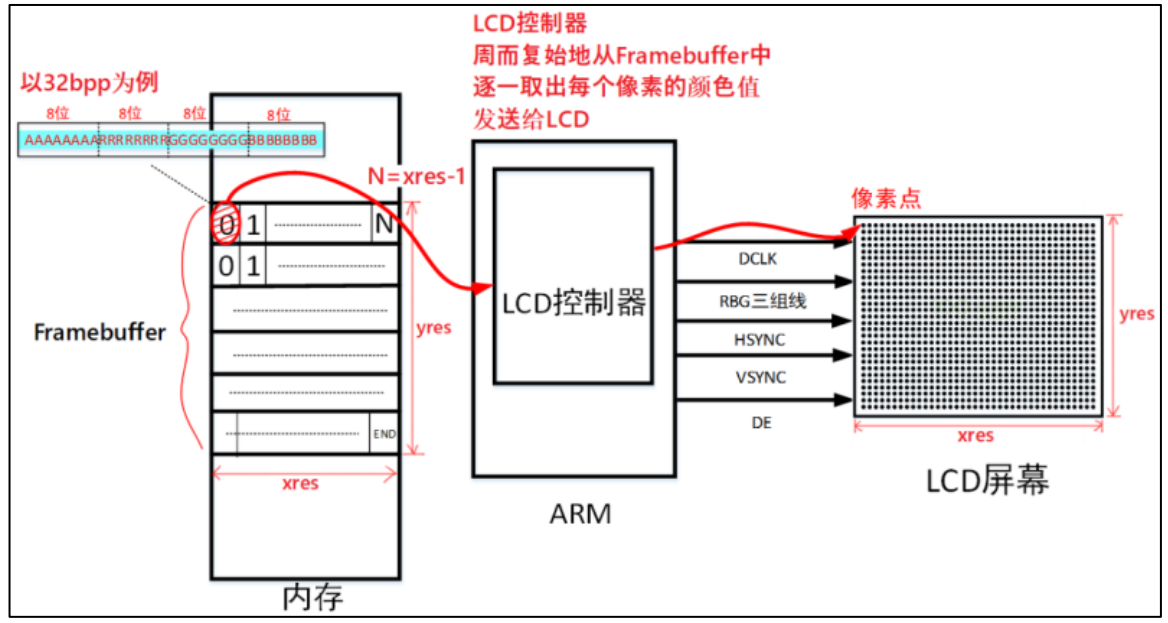 LCD控制器
周而复始地从Framebuffer中
逐一取出每个像素的颜色值
发送给LCD
以32bpp为例
8位 8位 8位 8位
AAAAAAAARRRRRRRRGGGGGGGGBBBBBBBB
N=xres-1
0 1 N
0 1
Framebuffer
yres
END
xres
内存
LCD控制器
ARM
DCLK
RBG三组线
HSYNC
VSYNC
DE
像素点
yres
xres
LCD屏幕